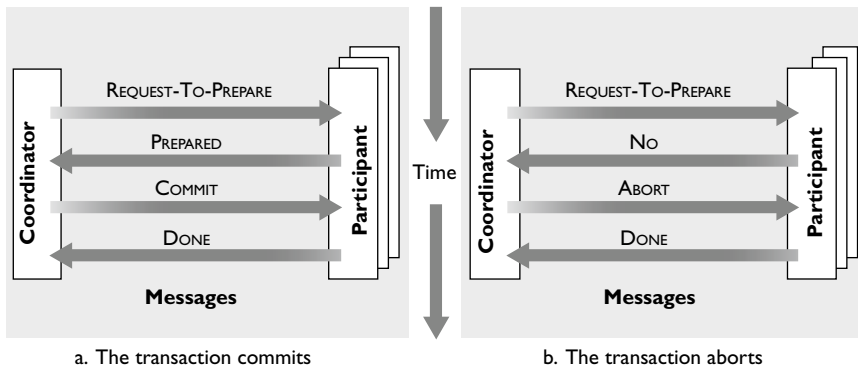 Coordinator
REQUEST-TO-PREPARE
PREPARED
COMMIT
DONE
Participant
Messages
a. The transaction commits
Time
Coordinator
REQUEST-TO-PREPARE
NO
ABORT
DONE
Participant
Messages
b. The transaction aborts